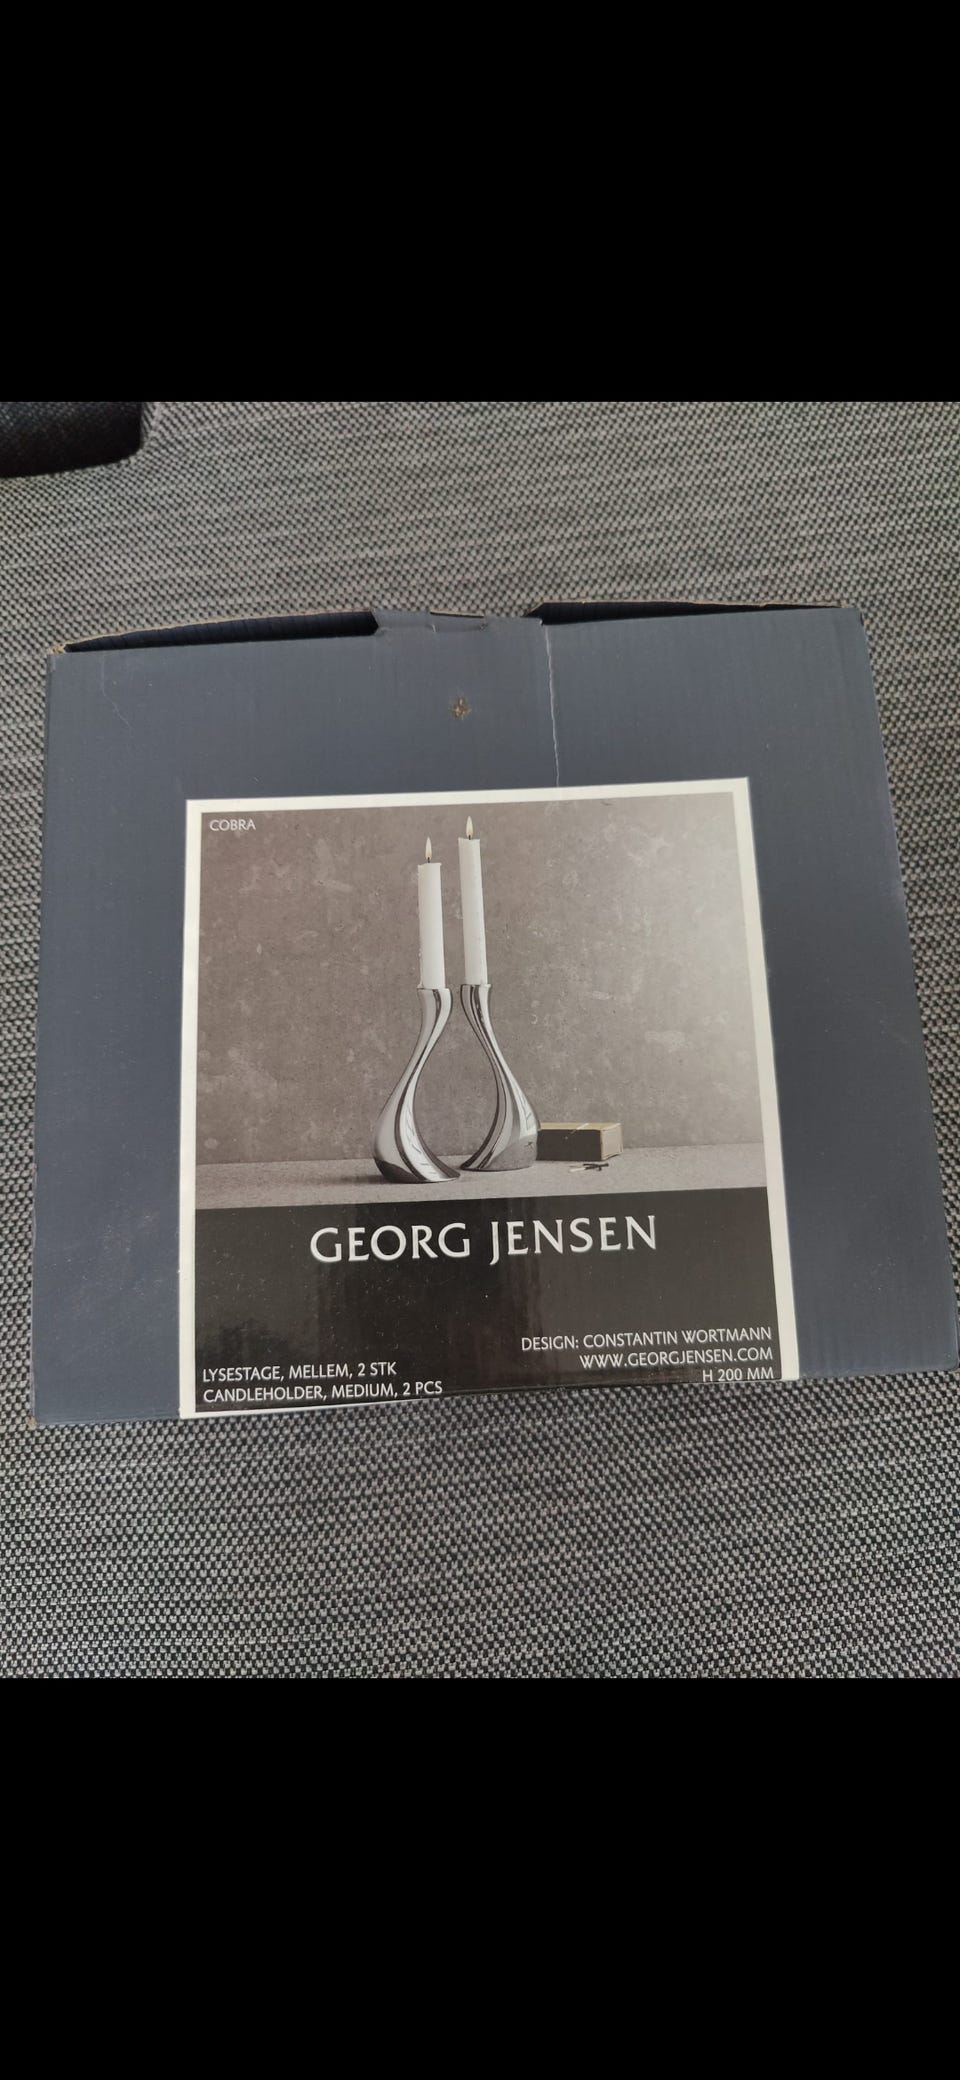 COBRA
GEORG JENSEN
DESIGN: CONSTANTIN WORTMANN
WWW.GEORGJENSEN.COM
H 200 MM
LYSESTAGE, MELLEM, 2 STK
CANDLEHOLDER, MEDIUM, 2 PCS